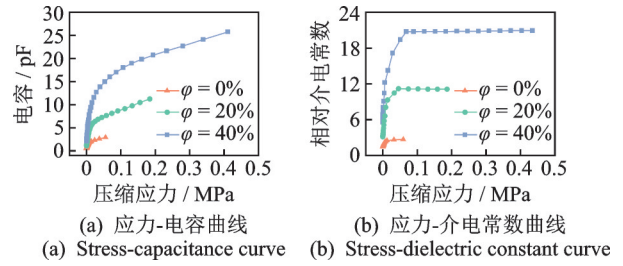 30
25
20
15
10
5
0
电容 / pF
φ = 0%
φ = 20%
φ = 40%
0 0.1 0.2 0.3 0.4 0.5
压缩应力 / MPa
(a) 应力-电容曲线
(a) Stress-capacitance curve
24
18
12
6
0
相对介电常数
φ = 0%
φ = 20%
φ = 40%
0 0.1 0.2 0.3 0.4 0.5
压缩应力 / MPa
(b) 应力-介电常数曲线
(b) Stress-dielectric constant curve